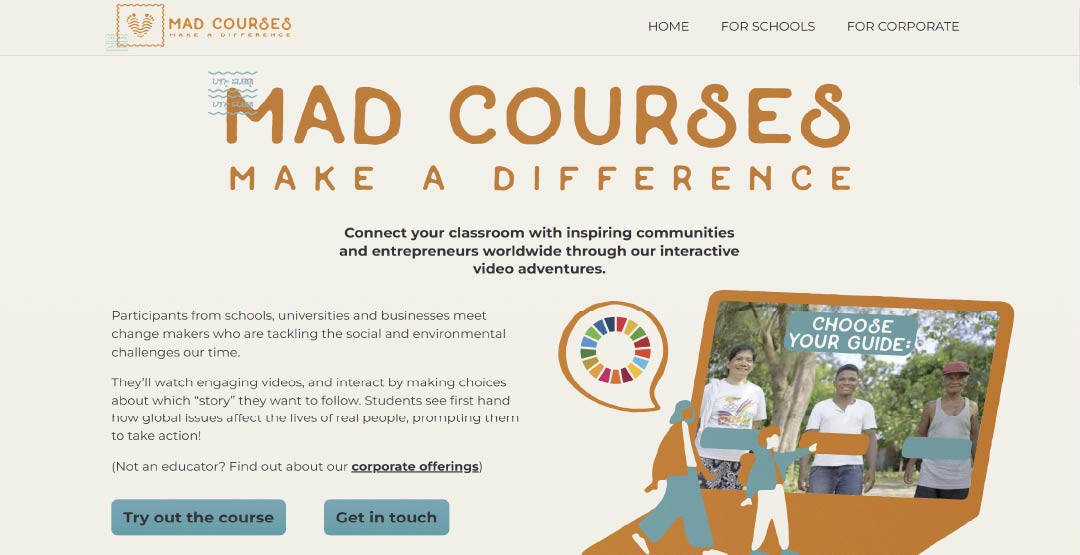 MAD COURSES
MAKE A DIFFERENCE
HOME
FOR SCHOOLS
FOR CORPORATE
MAD COURSES
MAKE A DIFFERENCE
Connect your classroom with inspiring communities
and entrepreneurs worldwide through our interactive
video adventures.
Participants from schools, universities and businesses meet
change makers who are tackling the social and environmental
challenges our time.
They’ll watch engaging videos, and interact by making choices
about which “story” they want to follow. Students see first hand
how global issues affect the lives of real people, prompting them
to take action!
(Not an educator? Find out about our corporate offerings)
Try out the course
Get in touch
CHOOSE
YOUR GUIDE: